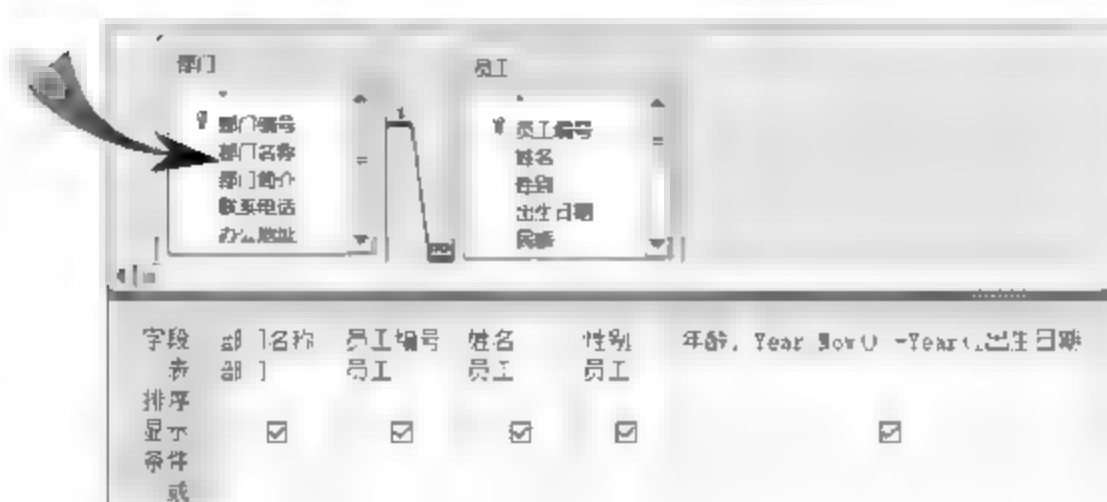 部门
员工
部门编号
部门名称
部门简介
联系电话
办公地址
员工编号
姓名
性别
出生日期
民族
字段 部门名称 员工编号 姓名 性别 年龄: Year(Now())-Year([出生日期
表 部门 员工 员工 员工
排序
显示
条件
或